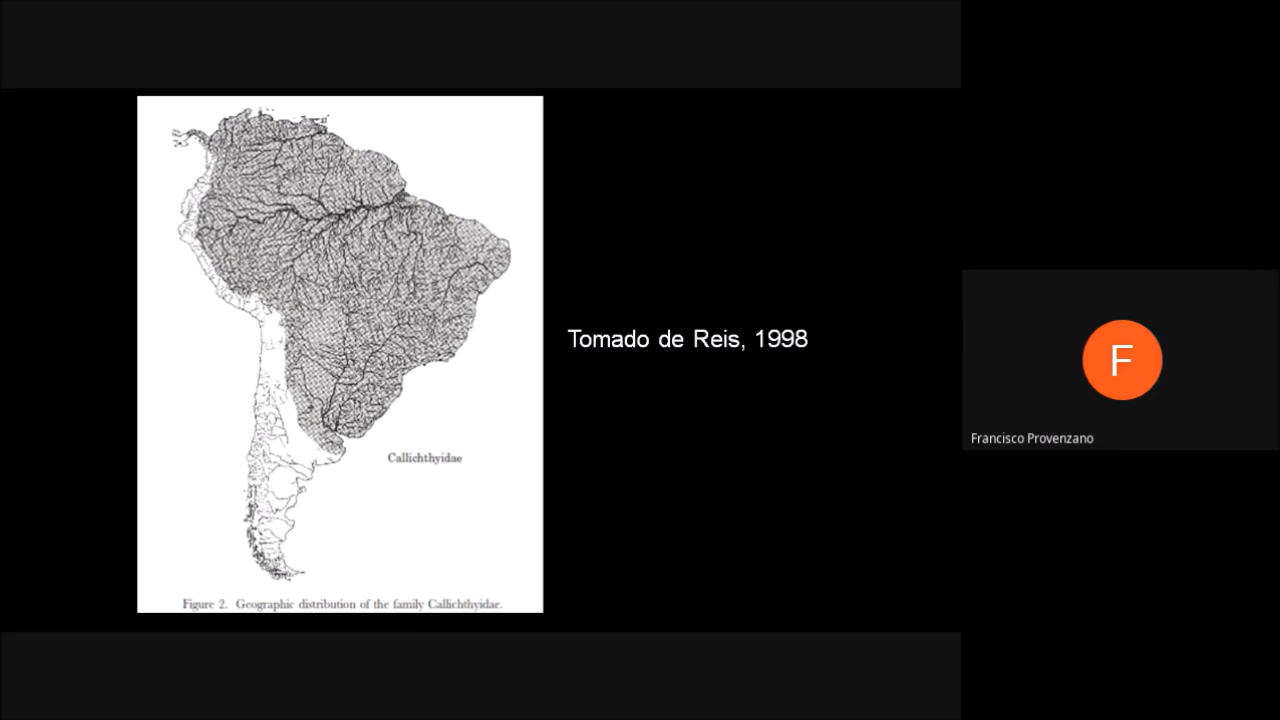 Tomado de Reis, 1998
Callichthyidae
Figure 2. Geographic distribution of the family Callichthyidae.
F
Francisco Provenzano